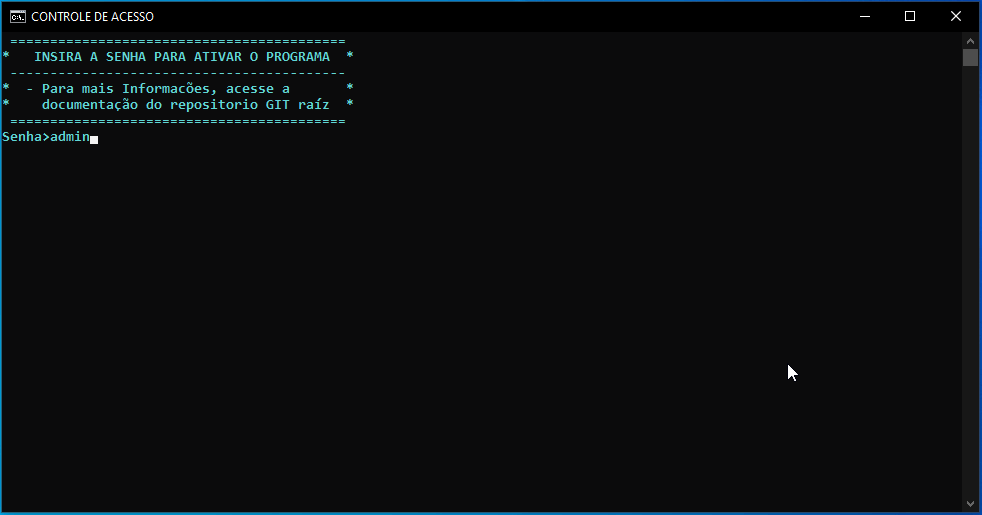 CONTROLE DE ACESSO
==========================================
*   INSIRA A SENHA PARA ATIVAR O PROGRAMA  *
------------------------------------------
*  - Para mais Informacões, acesse a       *
*    documentação do repositorio GIT raíz  *
==========================================
Senha>admin